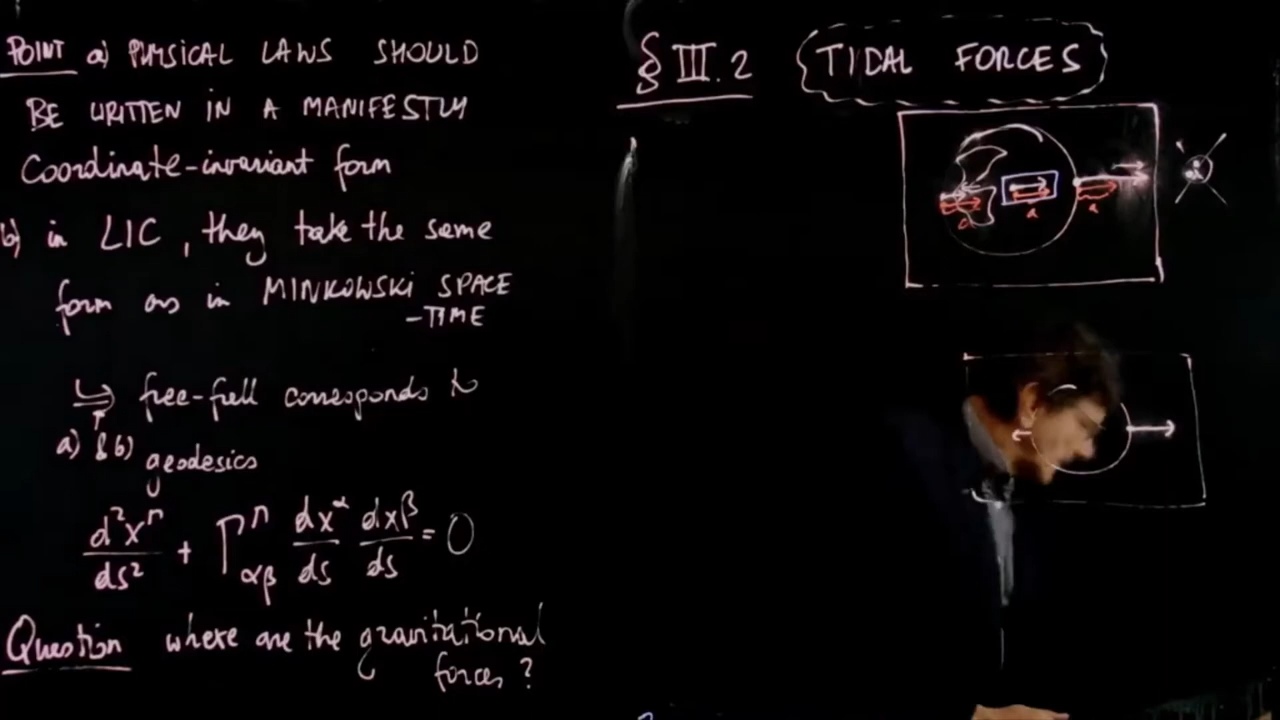 POINT a) PHYSICAL LAWS SHOULD
BE WRITTEN IN A MANIFESTLY
Coordinate-invariant form
b) in LIC, they take the same
form as in MINKOWSKI SPACE
-TIME
↳ free-fall corresponds to
a) & b)
geodesics
d²x^μ/ds² + Γ^μ_αβ dx^α/ds dx^β/ds = 0
Question where are the gravitational
forces?
§ III.2 TIDAL FORCES
a a a